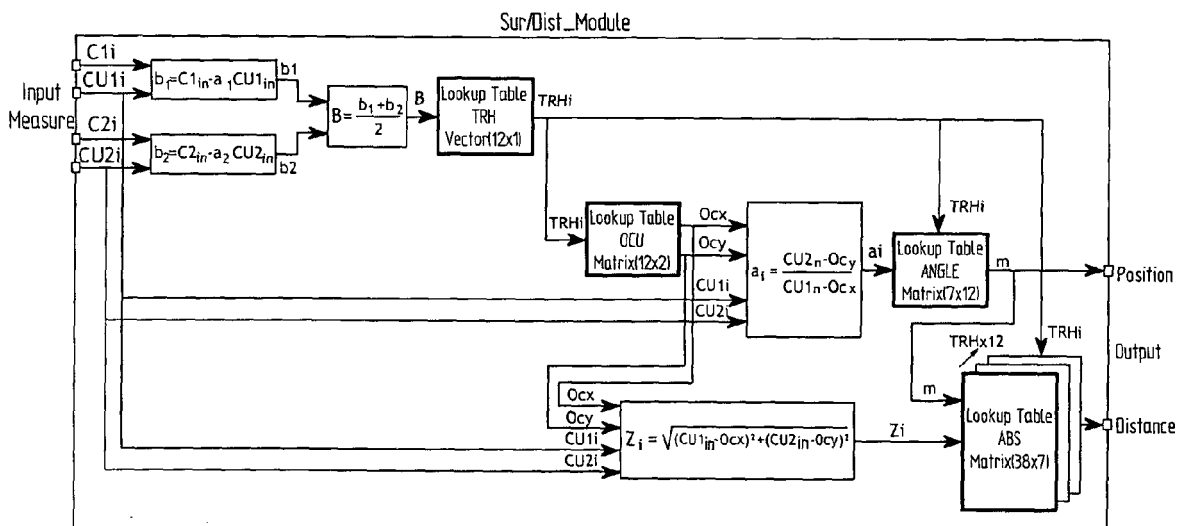 Sur/Dist_Module
Input
Measure
C1i
CU1i
C2i
CU2i
b₁=C1ᵢₙ-a₁CU1ᵢₙ
b1
b₂=C2ᵢₙ-a₂CU2ᵢₙ
b2
B=(b₁+b₂)/2
B
Lookup Table
TRH
Vector(12x1)
TRHi
TRHi
Lookup Table
OCU
Matrix(12x2)
Ocx
Ocy
CU1i
CU2i
aᵢ=(CU2ₙ-Ocy)/(CU1ₙ-Ocx)
ai
TRHi
Lookup Table
ANGLE
Matrix(7x12)
m
Position
Output
TRHi
TRHx12
m
Ocx
Ocy
CU1i
CU2i
Zᵢ=√(CU1ᵢₙ-Ocx)²+(CU2ᵢₙ-Ocy)²
Zi
Lookup Table
ABS
Matrix(38x7)
Distance